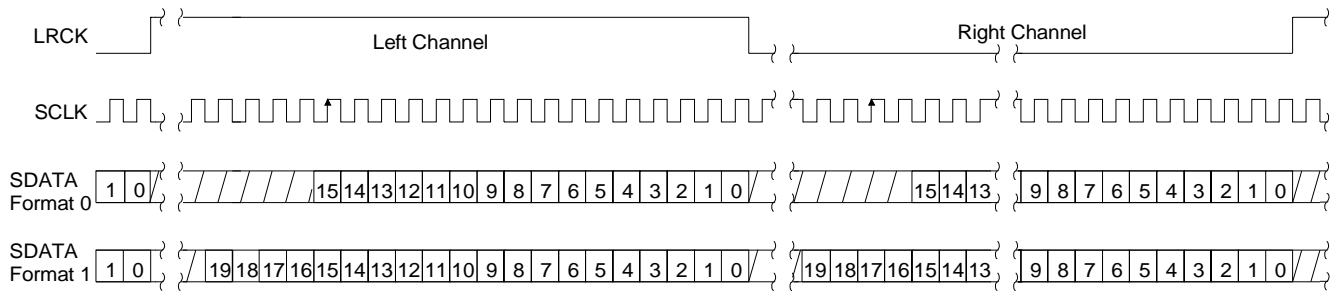 LRCK
Left Channel
Right Channel
SCLK
SDATA
Format 0
1 0
15 14 13 12 11 10 9 8 7 6 5 4 3 2 1 0
15 14 13
9 8 7 6 5 4 3 2 1 0
SDATA
Format 1
1 0
19 18 17 16 15 14 13 12 11 10 9 8 7 6 5 4 3 2 1 0
19 18 17 16 15 14 13
9 8 7 6 5 4 3 2 1 0